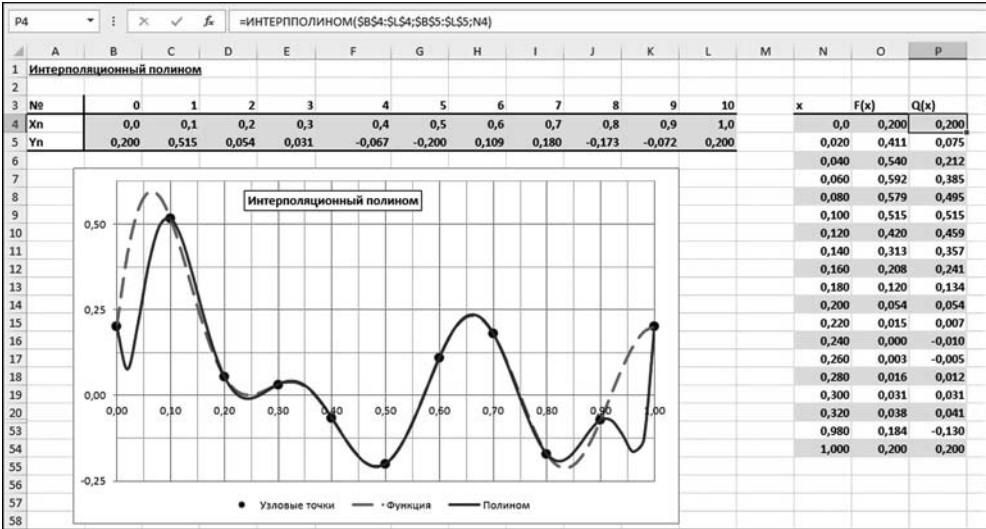 P4 =ИНТЕРППОЛИНОМ($B$4:$L$4;$B$5:$L$5;N4)
A B C D E F G H I J K L M N O P
1 Интерполяционный полином
2
3 № 0 1 2 3 4 5 6 7 8 9 10 x F(x) Q(x)
4 Xn 0,0 0,1 0,2 0,3 0,4 0,5 0,6 0,7 0,8 0,9 1,0 0,0 0,200 0,200
5 Yn 0,200 0,515 0,054 0,031 -0,067 -0,200 0,109 0,180 -0,173 -0,072 0,200 0,020 0,411 0,075
6 0,040 0,540 0,212
7 0,060 0,592 0,385
8 0,080 0,579 0,495
9 0,100 0,515 0,515
10 0,120 0,420 0,459
11 0,140 0,313 0,357
12 0,160 0,208 0,241
13 0,180 0,120 0,134
14 0,200 0,054 0,054
15 0,220 0,015 0,007
16 0,240 0,000 -0,010
17 0,260 0,003 -0,005
18 0,280 0,016 0,012
19 0,300 0,031 0,031
20 0,320 0,038 0,041
53 0,980 0,184 -0,130
54 1,000 0,200 0,200
55
56
57
58
Интерполяционный полином
0,50
0,25
0,00
-0,25
0,00 0,10 0,20 0,30 0,40 0,50 0,60 0,70 0,80 0,90 1,00
Узловые точки Функция Полином